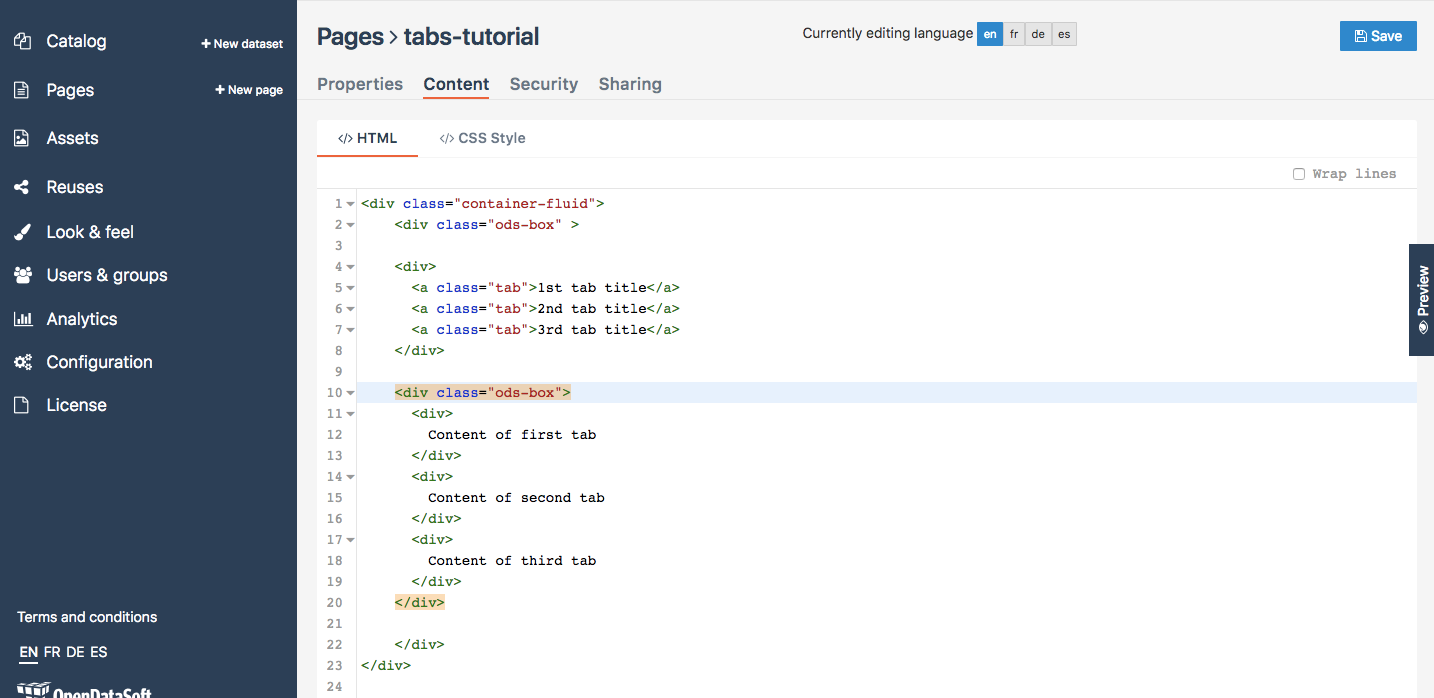 Catalog
+ New dataset
Pages
+ New page
Assets
Reuses
Look & feel
Users & groups
Analytics
Configuration
License
Terms and conditions
EN FR DE ES
OpenDataSoft
Pages > tabs-tutorial
Currently editing language en fr de es
Save
Properties Content Security Sharing
</> HTML </> CSS Style
Wrap lines
1 <div class="container-fluid">
2 <div class="ods-box" >
3
4 <div>
5 <a class="tab">1st tab title</a>
6 <a class="tab">2nd tab title</a>
7 <a class="tab">3rd tab title</a>
8 </div>
9
10 <div class="ods-box">
11 <div>
12 Content of first tab
13 </div>
14 <div>
15 Content of second tab
16 </div>
17 <div>
18 Content of third tab
19 </div>
20 </div>
21
22 </div>
23 </div>
24
Preview